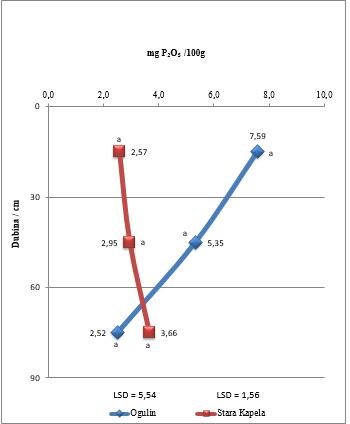 mg P₂O₅ /100g
0,0 2,0 4,0 6,0 8,0 10,0
0
a 7,59
2,57 a
30
a
2,95 a 5,35
Dubina / cm
60
2,52 3,66
a a
90
LSD = 5,54 LSD = 1,56
Ogulin Stara Kapela